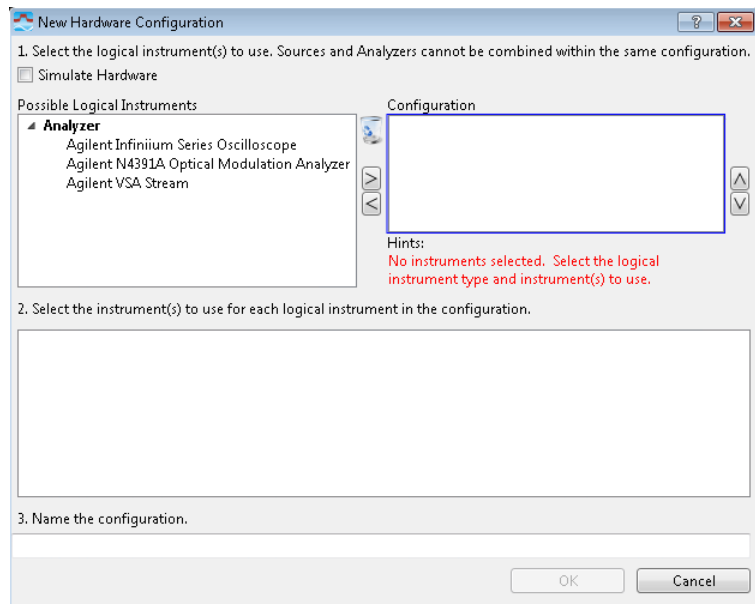 New Hardware Configuration
1. Select the logical instrument(s) to use. Sources and Analyzers cannot be combined within the same configuration.
Simulate Hardware
Possible Logical Instruments
Analyzer
Agilent Infiniium Series Oscilloscope
Agilent N4391A Optical Modulation Analyzer
Agilent VSA Stream
>
<
Configuration
Hints:
No instruments selected.  Select the logical
instrument type and instrument(s) to use.
2. Select the instrument(s) to use for each logical instrument in the configuration.
3. Name the configuration.
OK
Cancel